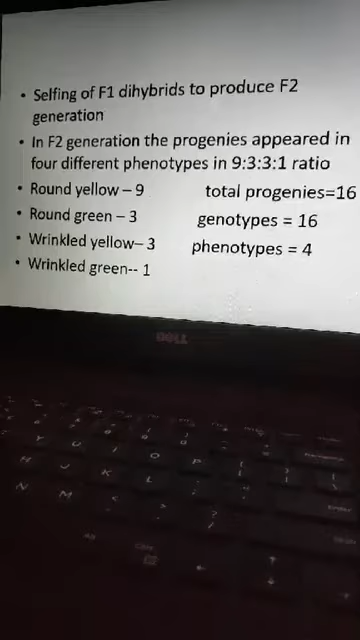 • Selfing of F1 dihybrids to produce F2
generation
• In F2 generation the progenies appeared in
four different phenotypes in 9:3:3:1 ratio
• Round yellow – 9 total progenies=16
• Round green – 3 genotypes = 16
• Wrinkled yellow– 3 phenotypes = 4
• Wrinkled green-- 1
DELL
Y U I O P
H J K L
N M